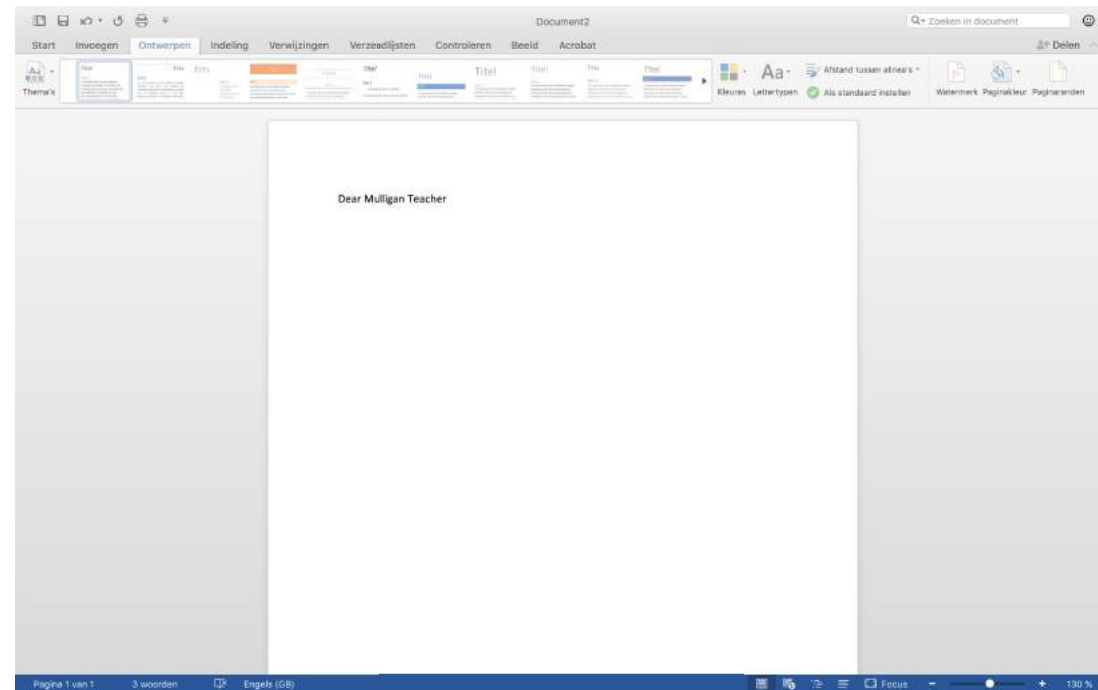 Document2
Zoeken in document
Start Invoegen Ontwerpen Indeling Verwijzingen Verzendlijsten Controleren Beeld Acrobat Delen
Aa Titel Aa Afstand tussen alinea's
Thema's Kleuren Lettertypen Als standaard instellen Watermerk Paginakleur Paginaranden
Dear Mulligan Teacher
Pagina 1 van 1 3 woorden Engels (GB) Focus 130 %